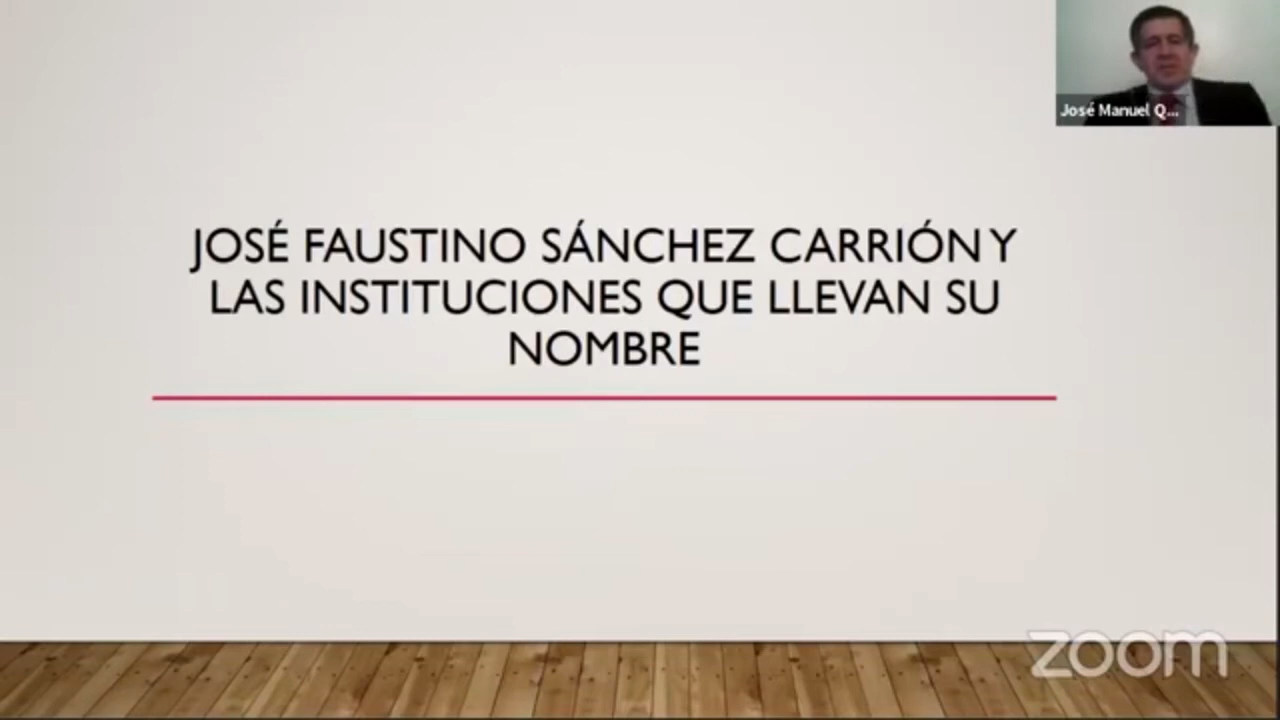 José Manuel Q...
JOSÉ FAUSTINO SÁNCHEZ CARRIÓN Y
LAS INSTITUCIONES QUE LLEVAN SU
NOMBRE
zoom